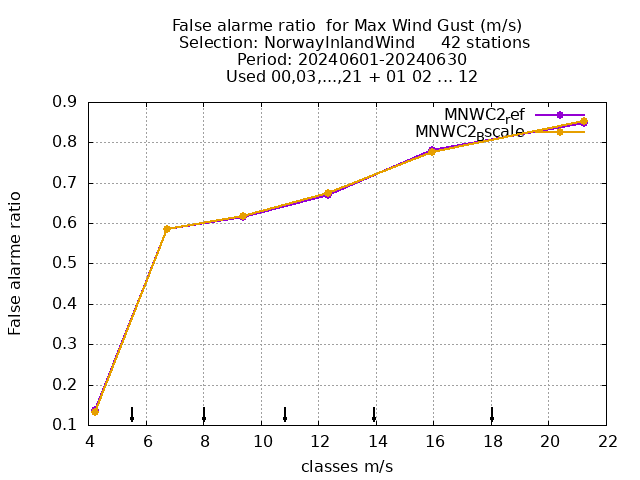 False alarme ratio  for Max Wind Gust (m/s)
Selection: NorwayInlandWind     42 stations
Period: 20240601-20240630
Used 00,03,...,21 + 01 02 ... 12
MNWC2ref
MNWC2Bscale
False alarme ratio
0.9
0.8
0.7
0.6
0.5
0.4
0.3
0.2
0.1
4 6 8 10 12 14 16 18 20 22
classes m/s